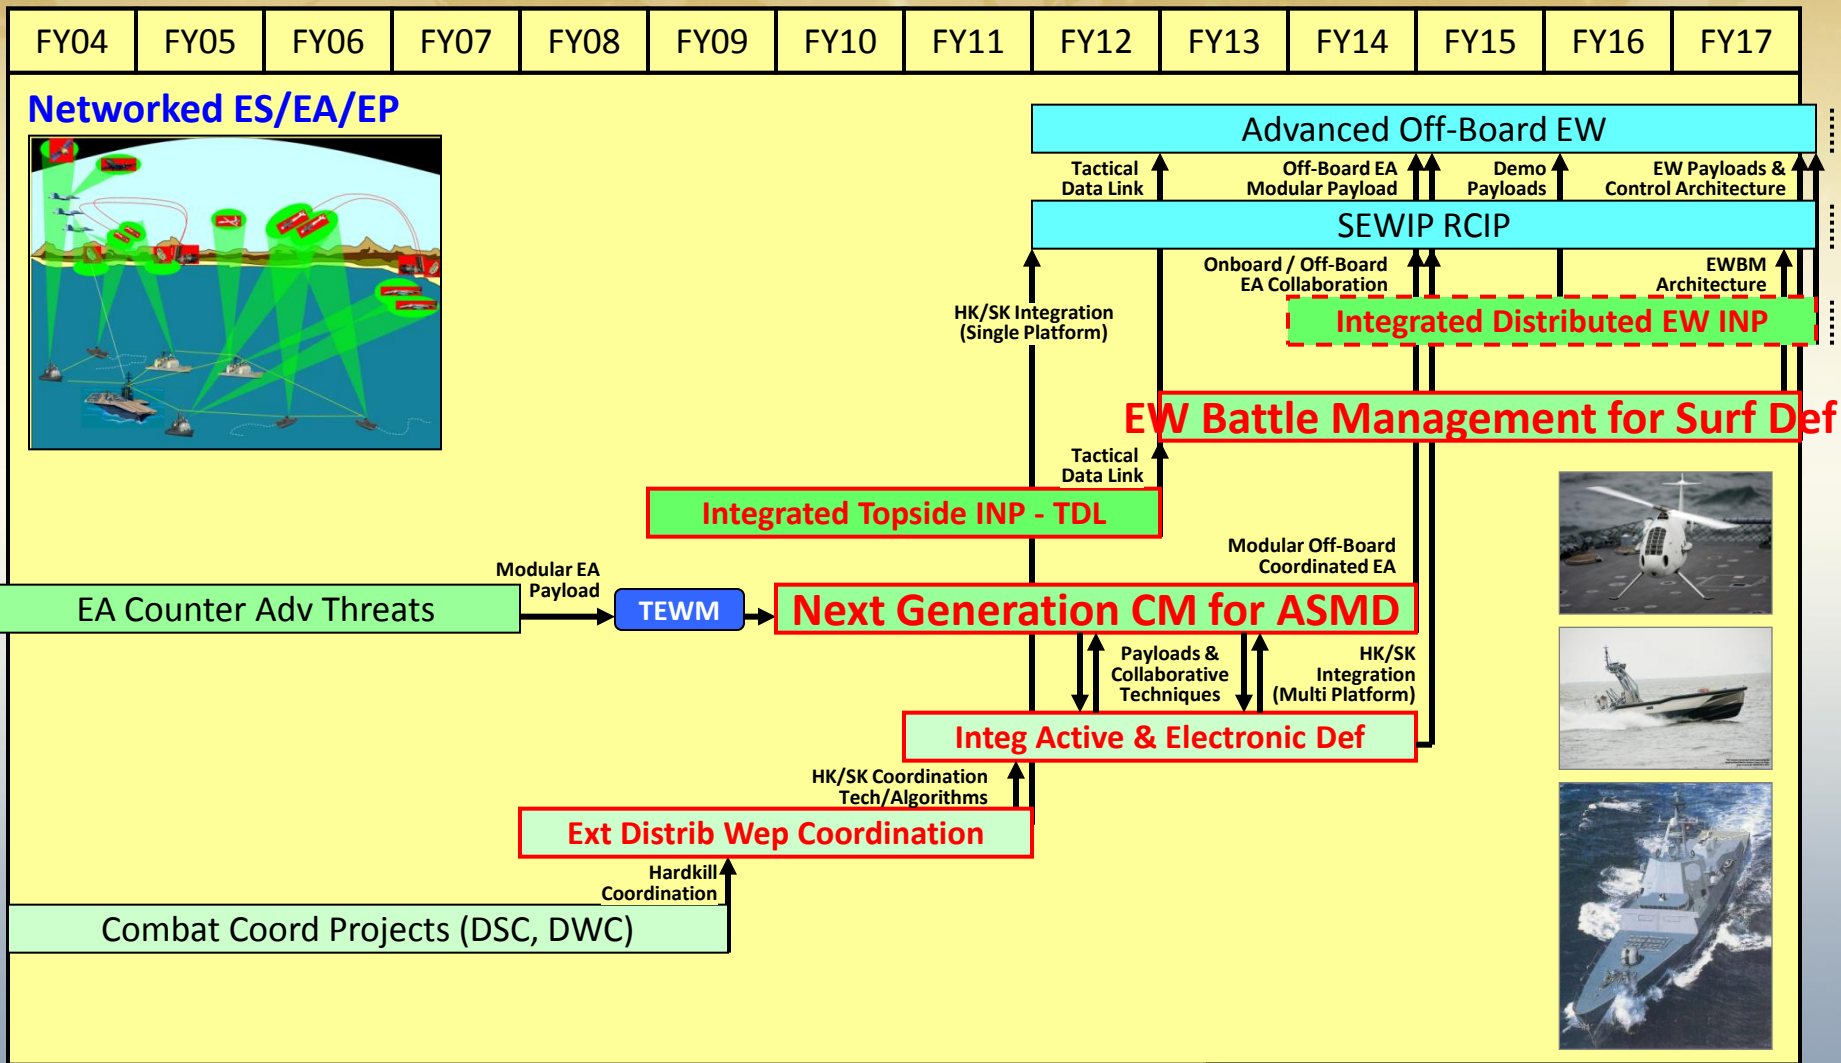 FY04 FY05 FY06 FY07 FY08 FY09 FY10 FY11 FY12 FY13 FY14 FY15 FY16 FY17
Networked ES/EA/EP
Advanced Off-Board EW
Tactical
Data Link
Off-Board EA
Modular Payload
Demo
Payloads
EW Payloads &
Control Architecture
SEWIP RCIP
HK/SK Integration
(Single Platform)
Onboard / Off-Board
EA Collaboration
EWBM
Architecture
Integrated Distributed EW INP
EW Battle Management for Surf Def
Tactical
Data Link
Integrated Topside INP - TDL
Modular Off-Board
Coordinated EA
Modular EA
Payload
EA Counter Adv Threats
TEWM
Next Generation CM for ASMD
Payloads &
Collaborative
Techniques
HK/SK
Integration
(Multi Platform)
Integ Active & Electronic Def
HK/SK Coordination
Tech/Algorithms
Ext Distrib Wep Coordination
Hardkill
Coordination
Combat Coord Projects (DSC, DWC)